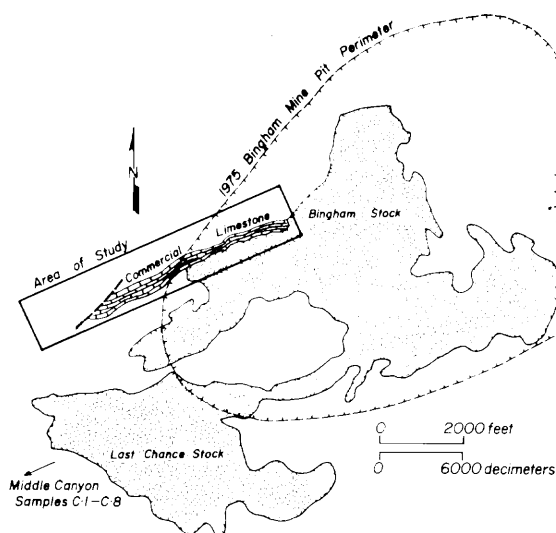 1975 Bingham Mine Pit Perimeter
N
Area of Study
Commercial Limestone
Bingham Stock
Last Chance Stock
Middle Canyon
Samples C·1–C·8
0 2000 feet
0 6000 decimeters